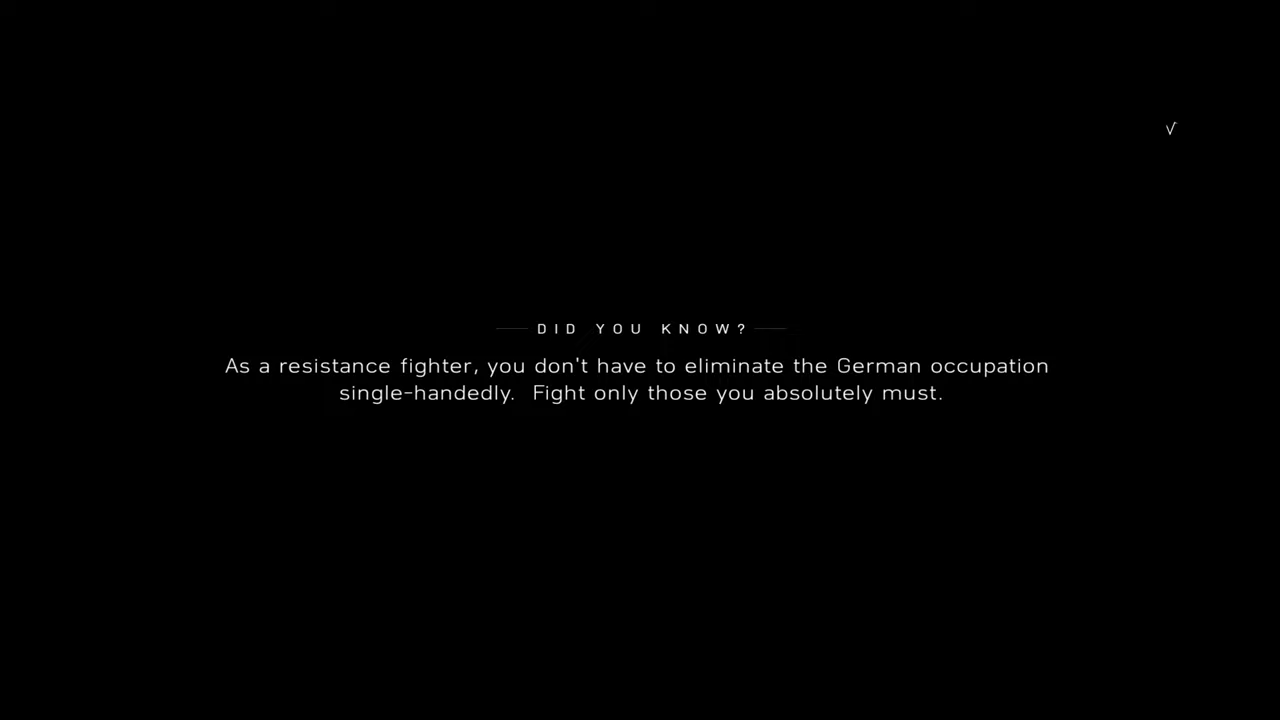 √
DID YOU KNOW?
As a resistance fighter, you don't have to eliminate the German occupation
single-handedly.  Fight only those you absolutely must.